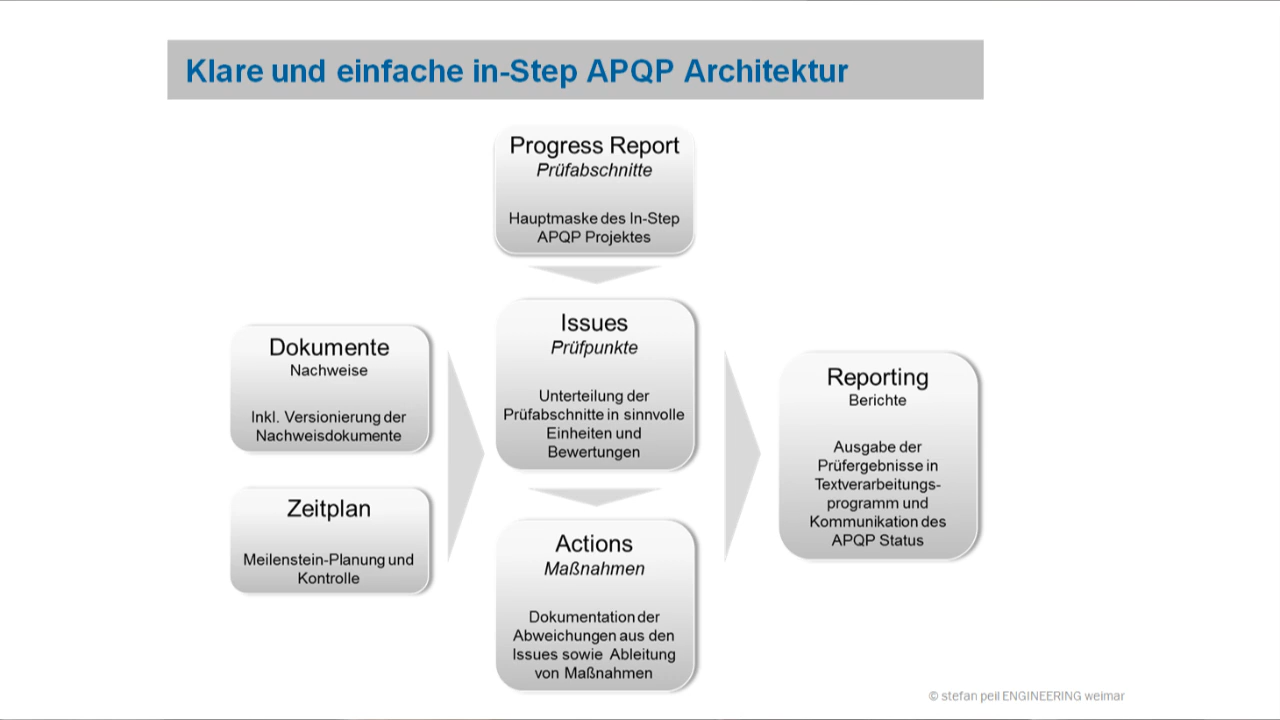 Klare und einfache in-Step APQP Architektur
Progress Report
Prüfabschnitte
Hauptmaske des In-Step
APQP Projektes
Dokumente
Nachweise
Inkl. Versionierung der
Nachweisdokumente
Zeitplan
Meilenstein-Planung und
Kontrolle
Issues
Prüfpunkte
Unterteilung der
Prüfabschnitte in sinnvolle
Einheiten und
Bewertungen
Actions
Maßnahmen
Dokumentation der
Abweichungen aus den
Issues sowie Ableitung
von Maßnahmen
Reporting
Berichte
Ausgabe der
Prüfergebnisse in
Textverarbeitungs-
programm und
Kommunikation des
APQP Status
© stefan peil ENGINEERING weimar